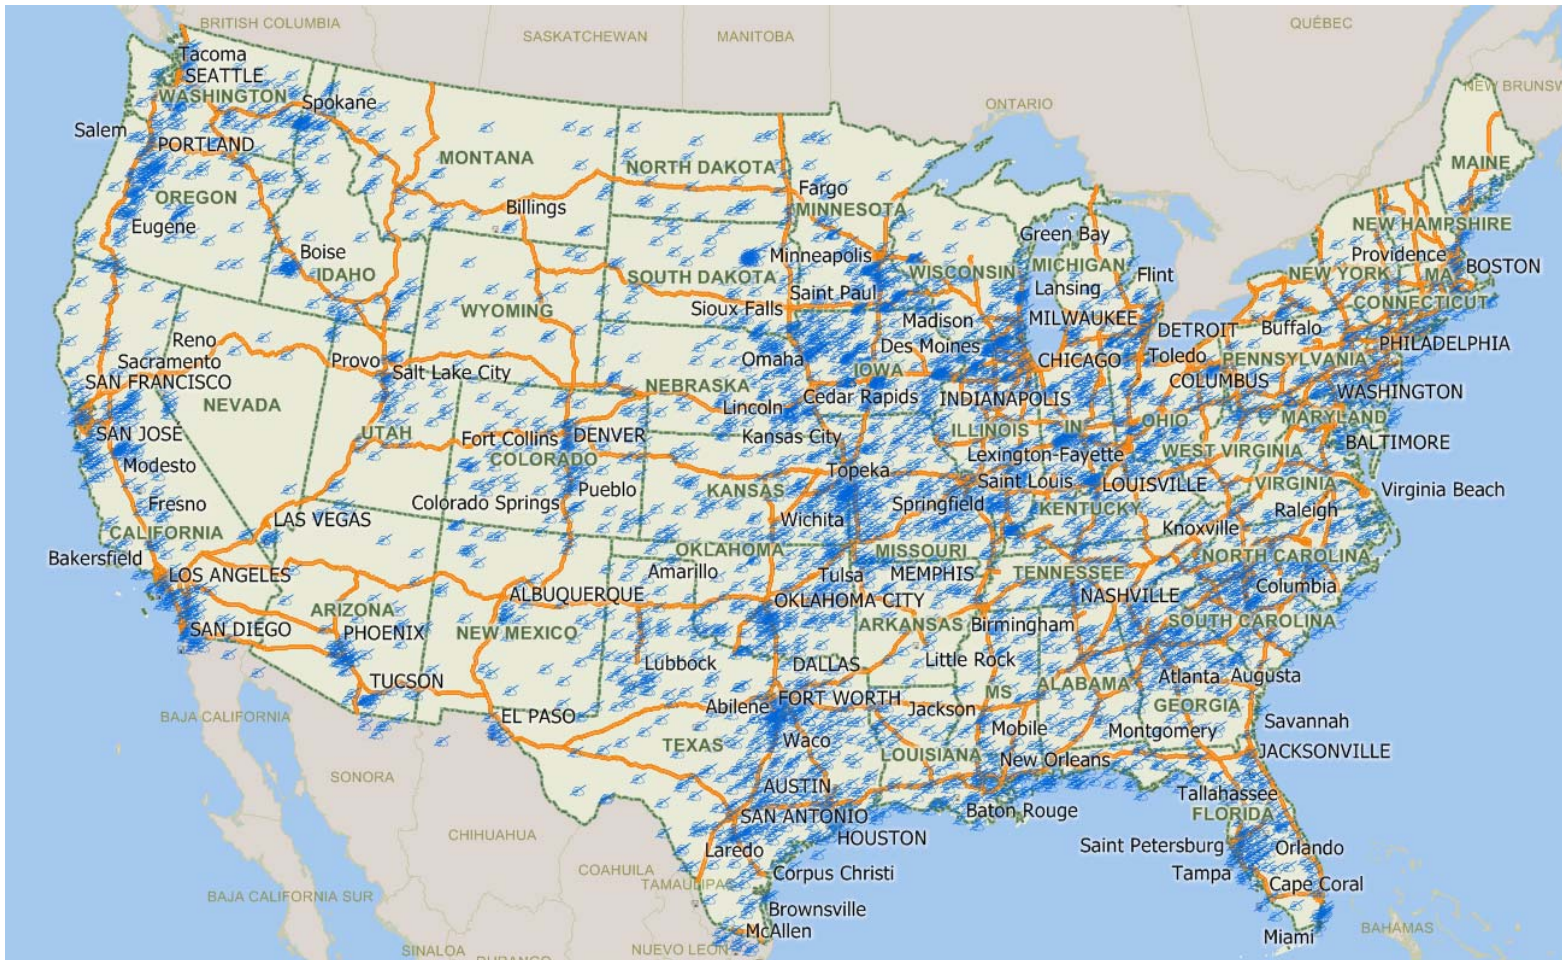 BRITISH COLUMBIA
SASKATCHEWAN
MANITOBA
QUÉBEC
Tacoma
SEATTLE
WASHINGTON
Spokane
NEW BRUNSW
ONTARIO
Salem
PORTLAND
MONTANA
NORTH DAKOTA
MAINE
OREGON
Fargo
Billings
MINNESOTA
Eugene
Green Bay
NEW HAMPSHIRE
Boise
IDAHO
Minneapolis
WISCONSIN
MICHIGAN
Providence
BOSTON
SOUTH DAKOTA
Flint
NEW YORK
MA
Saint Paul
Lansing
CONNECTICUT
WYOMING
Sioux Falls
Madison
MILWAUKEE
DETROIT
Buffalo
Reno
Sacramento
Provo
Salt Lake City
Omaha
Des Moines
CHICAGO
Toledo
PENNSYLVANIA
PHILADELPHIA
SAN FRANCISCO
NEVADA
NEBRASKA
IOWA
COLUMBUS
Lincoln
Cedar Rapids
INDIANAPOLIS
WASHINGTON
MARYLAND
SAN JOSÉ
UTAH
Fort Collins
DENVER
Kansas City
ILLINOIS
IN
OHIO
BALTIMORE
Modesto
COLORADO
Topeka
Lexington-Fayette
WEST VIRGINIA
Fresno
Colorado Springs
Pueblo
KANSAS
Springfield
Saint Louis
LOUISVILLE
VIRGINIA
Virginia Beach
LAS VEGAS
Wichita
KENTUCKY
Knoxville
Raleigh
CALIFORNIA
Bakersfield
OKLAHOMA
MISSOURI
NORTH CAROLINA
LOS ANGELES
Amarillo
Tulsa
MEMPHIS
TENNESSEE
Columbia
ARIZONA
ALBUQUERQUE
OKLAHOMA CITY
NASHVILLE
SAN DIEGO
PHOENIX
NEW MEXICO
ARKANSAS
Birmingham
SOUTH CAROLINA
Lubbock
DALLAS
Little Rock
TUCSON
Abilene
FORT WORTH
Jackson
MS
ALABAMA
Atlanta
Augusta
BAJA CALIFORNIA
EL PASO
GEORGIA
TEXAS
Waco
Mobile
Montgomery
Savannah
SONORA
LOUISIANA
New Orleans
JACKSONVILLE
AUSTIN
Tallahassee
SAN ANTONIO
Baton Rouge
FLORIDA
CHIHUAHUA
HOUSTON
Laredo
Saint Petersburg
Orlando
COAHUILA
Corpus Christi
Tampa
TAMAULIPAS
Cape Coral
BAJA CALIFORNIA SUR
Brownsville
McAllen
Miami
BAHAMAS
SINALOA
DURANGO
NUEVO LEÓN